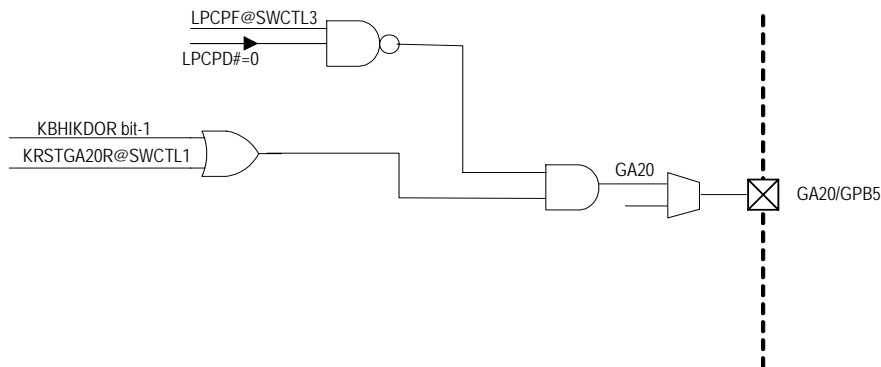 LPCPF@SWCTL3
LPCPD#=0
KBHIKDOR bit-1
KRSTGA20R@SWCTL1
GA20
GA20/GPB5